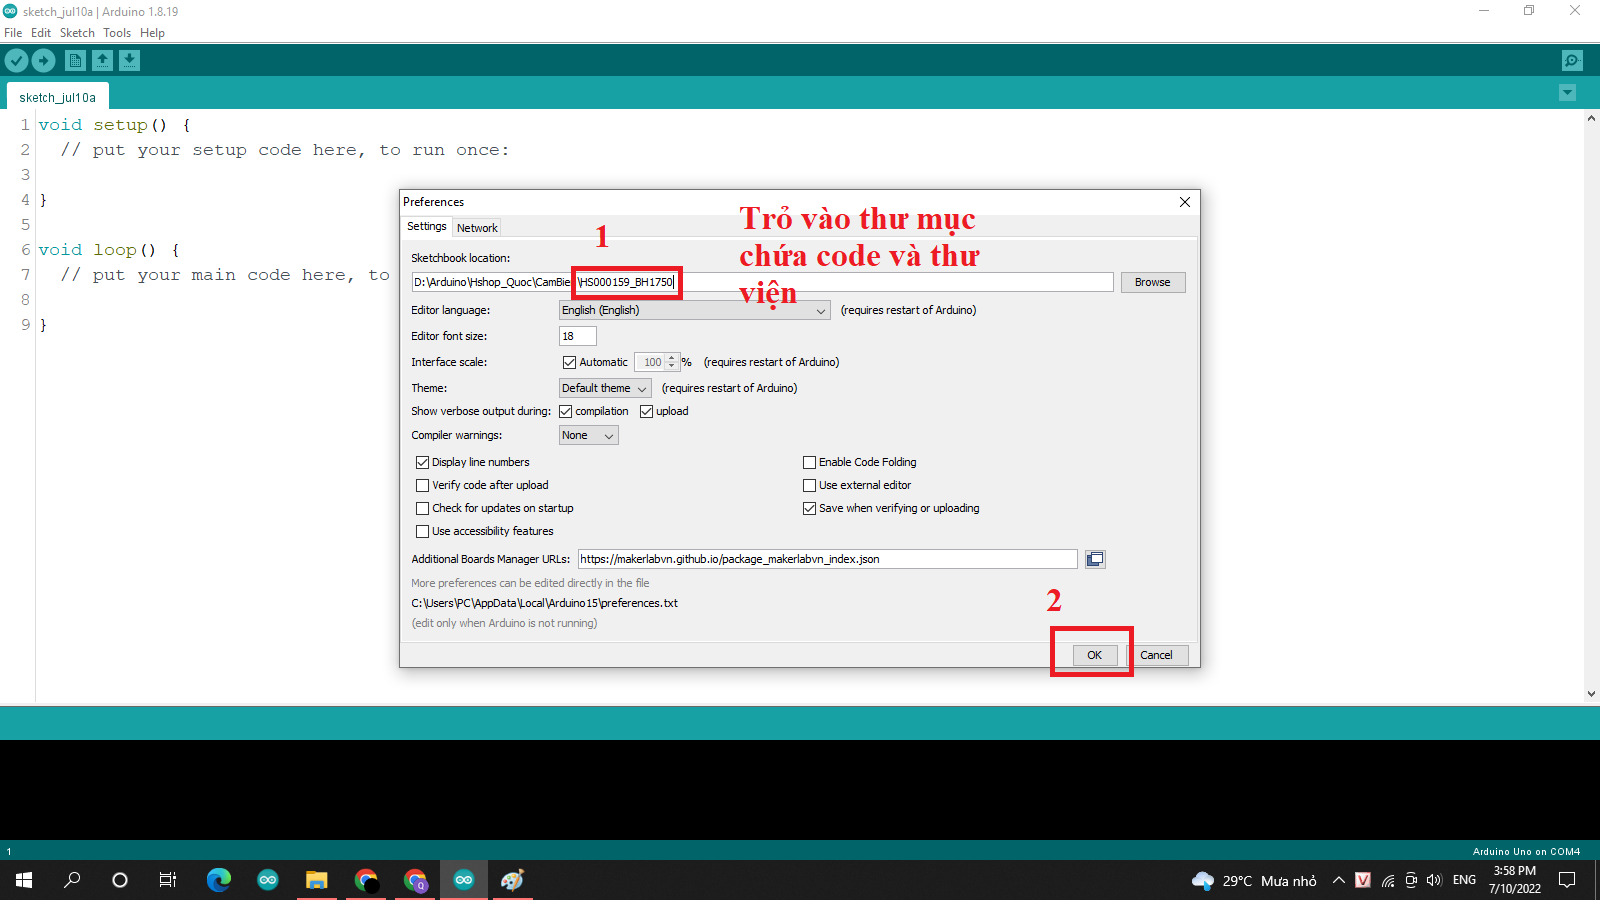 sketch_jul10a | Arduino 1.8.19
File Edit Sketch Tools Help
sketch_jul10a
1 void setup() {
2 // put your setup code here, to run once:
3
4 }
5
6 void loop() {
7 // put your main code here, to
8
9 }
Preferences
Settings Network
1
Trỏ vào thư mục
chứa code và thư
viện
Sketchbook location:
D:\Arduino\Hshop_Quoc\CamBie \HS000159_BH1750 Browse
Editor language: English (English) (requires restart of Arduino)
Editor font size: 18
Interface scale: Automatic 100 % (requires restart of Arduino)
Theme: Default theme (requires restart of Arduino)
Show verbose output during: compilation upload
Compiler warnings: None
Display line numbers Enable Code Folding
Verify code after upload Use external editor
Check for updates on startup Save when verifying or uploading
Use accessibility features
Additional Boards Manager URLs: https://makerlabvn.github.io/package_makerlabvn_index.json
More preferences can be edited directly in the file
C:\Users\PC\AppData\Local\Arduino15\preferences.txt
(edit only when Arduino is not running)
2
OK Cancel
1 Arduino Uno on COM4
29°C Mưa nhỏ V ENG 3:58 PM
7/10/2022